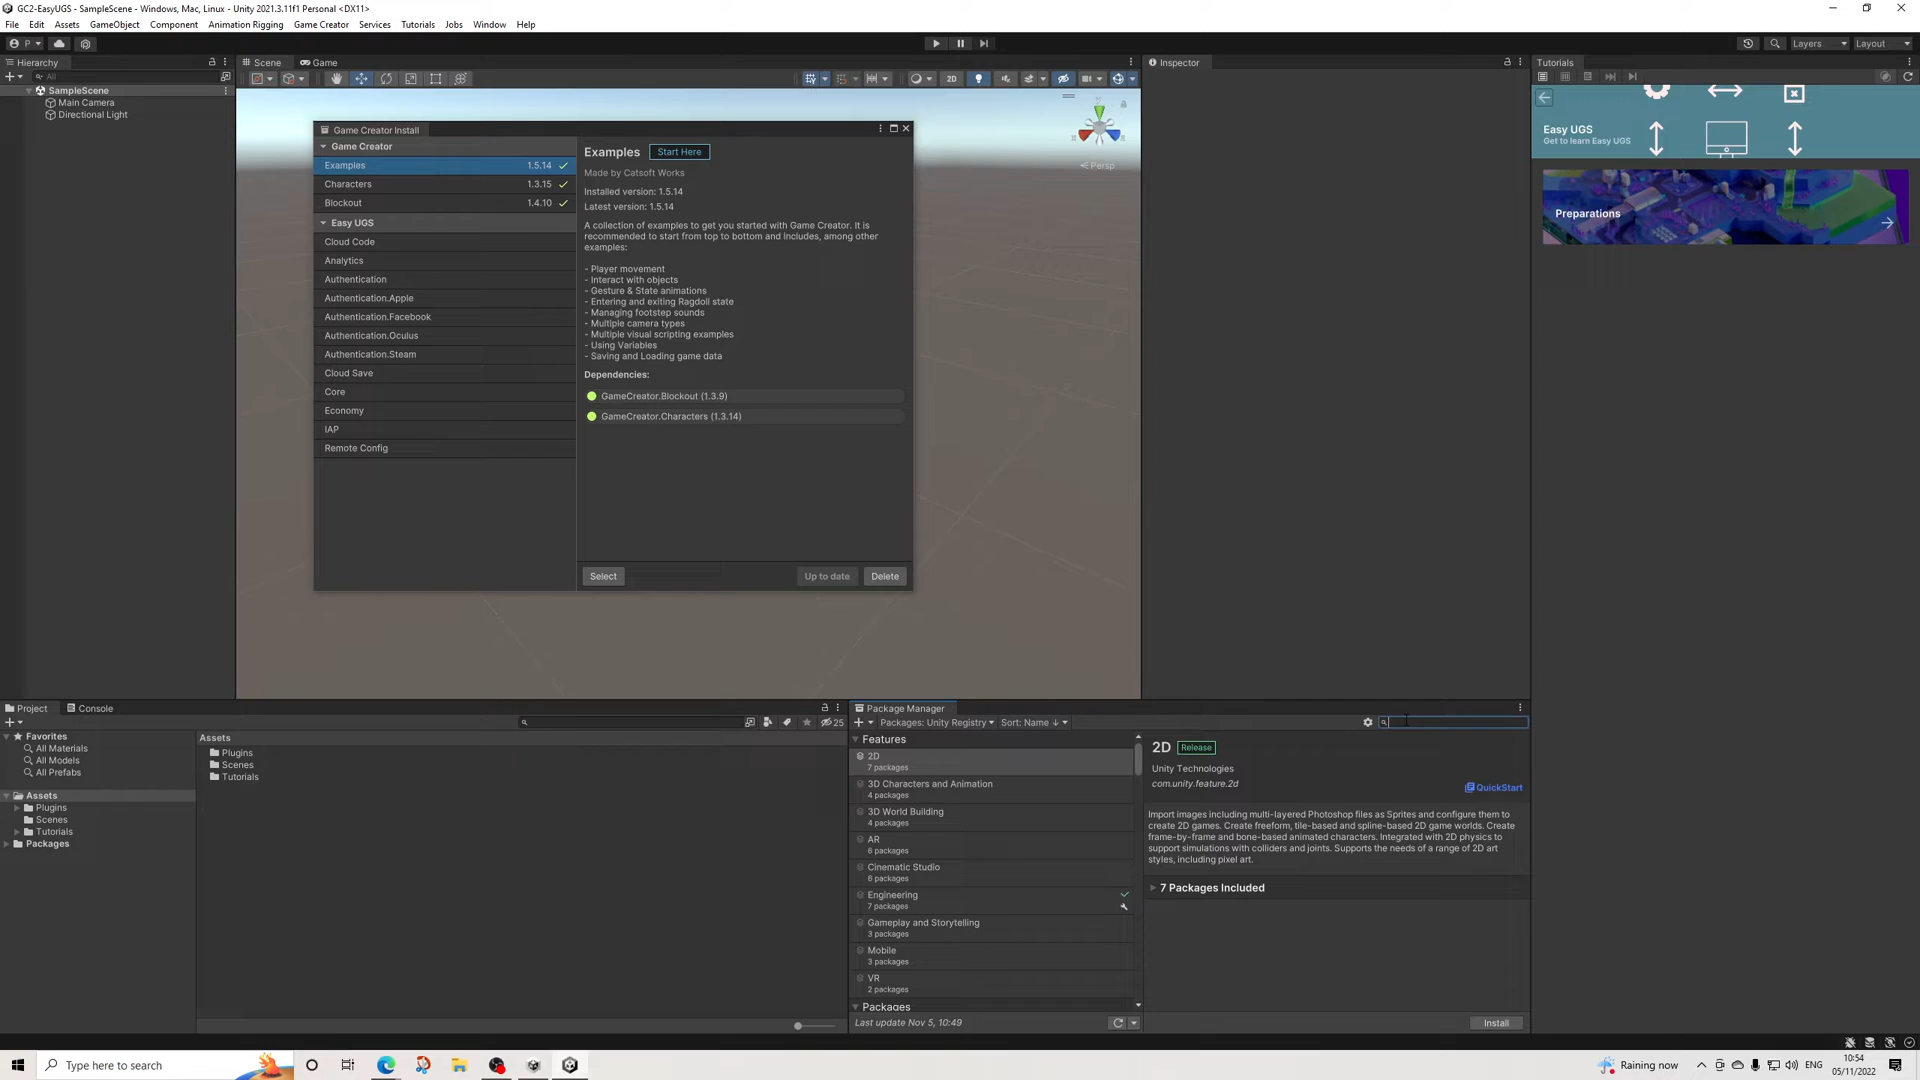 GC2-EasyUGS - SampleScene - Windows, Mac, Linux - Unity 2021.3.11f1 Personal <DX11>
File Edit Assets GameObject Component Animation Rigging Game Creator Services Tutorials Jobs Window Help
P
Layers Layout
Hierarchy
All
SampleScene
Main Camera
Directional Light
Scene Game
2D
Persp
Game Creator Install
Game Creator
Examples 1.5.14
Characters 1.3.15
Blockout 1.4.10
Easy UGS
Cloud Code
Analytics
Authentication
Authentication.Apple
Authentication.Facebook
Authentication.Oculus
Authentication.Steam
Cloud Save
Core
Economy
IAP
Remote Config
Examples Start Here
Made by Catsoft Works
Installed version: 1.5.14
Latest version: 1.5.14
A collection of examples to get you started with Game Creator. It is
recommended to start from top to bottom and includes, among other
examples:
- Player movement
- Interact with objects
- Gesture & State animations
- Entering and exiting Ragdoll state
- Managing footstep sounds
- Multiple camera types
- Multiple visual scripting examples
- Using Variables
- Saving and Loading game data
Dependencies:
GameCreator.Blockout (1.3.9)
GameCreator.Characters (1.3.14)
Select Up to date Delete
Inspector
Tutorials
Easy UGS
Get to learn Easy UGS
Preparations
Project Console
25
Favorites
All Materials
All Models
All Prefabs
Assets
Plugins
Scenes
Tutorials
Packages
Assets
Plugins
Scenes
Tutorials
Package Manager
Packages: Unity Registry Sort: Name ↓
Features
2D
7 packages
3D Characters and Animation
4 packages
3D World Building
4 packages
AR
6 packages
Cinematic Studio
6 packages
Engineering
7 packages
Gameplay and Storytelling
3 packages
Mobile
3 packages
VR
2 packages
Packages
Last update Nov 5, 10:49
2D Release
Unity Technologies
com.unity.feature.2d
QuickStart
Import images including multi-layered Photoshop files as Sprites and configure them to
create 2D games. Create freeform, tile-based and spline-based 2D game worlds. Create
frame-by-frame and bone-based animated characters. Integrated with 2D physics to
support simulations with colliders and joints. Supports the needs of a range of 2D art
styles, including pixel art.
7 Packages Included
Install
Type here to search
Raining now
ENG
10:54
05/11/2022